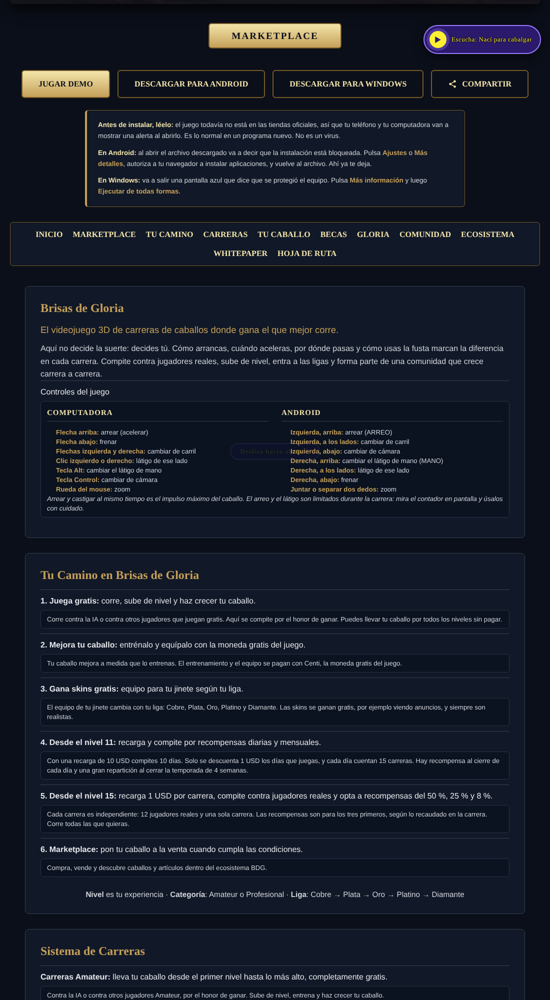 MARKETPLACE
Escucha: Nací para cabalgar
JUGAR DEMO
DESCARGAR PARA ANDROID
DESCARGAR PARA WINDOWS
COMPARTIR
Antes de instalar, léelo: el juego todavía no está en las tiendas oficiales, así que tu teléfono y tu computadora van a
mostrar una alerta al abrirlo. Es lo normal en un programa nuevo. No es un virus.
En Android: al abrir el archivo descargado va a decir que la instalación está bloqueada. Pulsa Ajustes o Más
detalles, autoriza a tu navegador a instalar aplicaciones, y vuelve al archivo. Ahí ya te deja.
En Windows: va a salir una pantalla azul que dice que se protegió el equipo. Pulsa Más información y luego
Ejecutar de todas formas.
INICIO MARKETPLACE TU CAMINO CARRERAS TU CABALLO BECAS GLORIA COMUNIDAD ECOSISTEMA
WHITEPAPER HOJA DE RUTA
Brisas de Gloria
El videojuego 3D de carreras de caballos donde gana el que mejor corre.
Aquí no decide la suerte: decides tú. Cómo arrancas, cuándo aceleras, por dónde pasas y cómo usas la fusta marcan la diferencia
en cada carrera. Compite contra jugadores reales, sube de nivel, entra a las ligas y forma parte de una comunidad que crece
carrera a carrera.
Controles del juego
COMPUTADORA
Flecha arriba: arrear (acelerar)
Flecha abajo: frenar
Flechas izquierda y derecha: cambiar de carril
Clic izquierdo o derecho: látigo de ese lado
Tecla Alt: cambiar el látigo de mano
Tecla Control: cambiar de cámara
Rueda del mouse: zoom
ANDROID
Izquierda, arriba: arrear (ARREO)
Izquierda, a los lados: cambiar de carril
Izquierda, abajo: cambiar de cámara
Derecha, arriba: cambiar el látigo de mano (MANO)
Derecha, a los lados: látigo de ese lado
Derecha, abajo: frenar
Juntar o separar dos dedos: zoom
Arrear y castigar al mismo tiempo es el impulso máximo del caballo. El arreo y el látigo son limitados durante la carrera: mira el contador en pantalla y úsalos
con cuidado.
Tu Camino en Brisas de Gloria
1. Juega gratis: corre, sube de nivel y haz crecer tu caballo.
Corre contra la IA o contra otros jugadores que juegan gratis. Aquí se compite por el honor de ganar. Puedes llevar tu caballo por todos los niveles sin pagar.
2. Mejora tu caballo: entrénalo y equípalo con la moneda gratis del juego.
Tu caballo mejora a medida que lo entrenas. El entrenamiento y el equipo se pagan con Centi, la moneda gratis del juego.
3. Gana skins gratis: equipo para tu jinete según tu liga.
El equipo de tu jinete cambia con tu liga: Cobre, Plata, Oro, Platino y Diamante. Las skins se ganan gratis, por ejemplo viendo anuncios, y siempre son
realistas.
4. Desde el nivel 11: recarga y compite por recompensas diarias y mensuales.
Con una recarga de 10 USD compites 10 días. Solo se descuenta 1 USD los días que juegas, y cada día cuentan 15 carreras. Hay recompensa al cierre de
cada día y una gran repartición al cerrar la temporada de 4 semanas.
5. Desde el nivel 15: recarga 1 USD por carrera, compite contra jugadores reales y opta a recompensas del 50 %, 25 % y 8 %.
Cada carrera es independiente: 12 jugadores reales y una sola carrera. Las recompensas son para los tres primeros, según lo recaudado en la carrera.
Corre todas las que quieras.
6. Marketplace: pon tu caballo a la venta cuando cumpla las condiciones.
Compra, vende y descubre caballos y artículos dentro del ecosistema BDG.
Nivel es tu experiencia · Categoría: Amateur o Profesional · Liga: Cobre → Plata → Oro → Platino → Diamante
Sistema de Carreras
Carreras Amateur: lleva tu caballo desde el primer nivel hasta lo más alto, completamente gratis.
Contra la IA o contra otros jugadores Amateur, por el honor de ganar. Sube de nivel, entrena y haz crecer tu caballo.